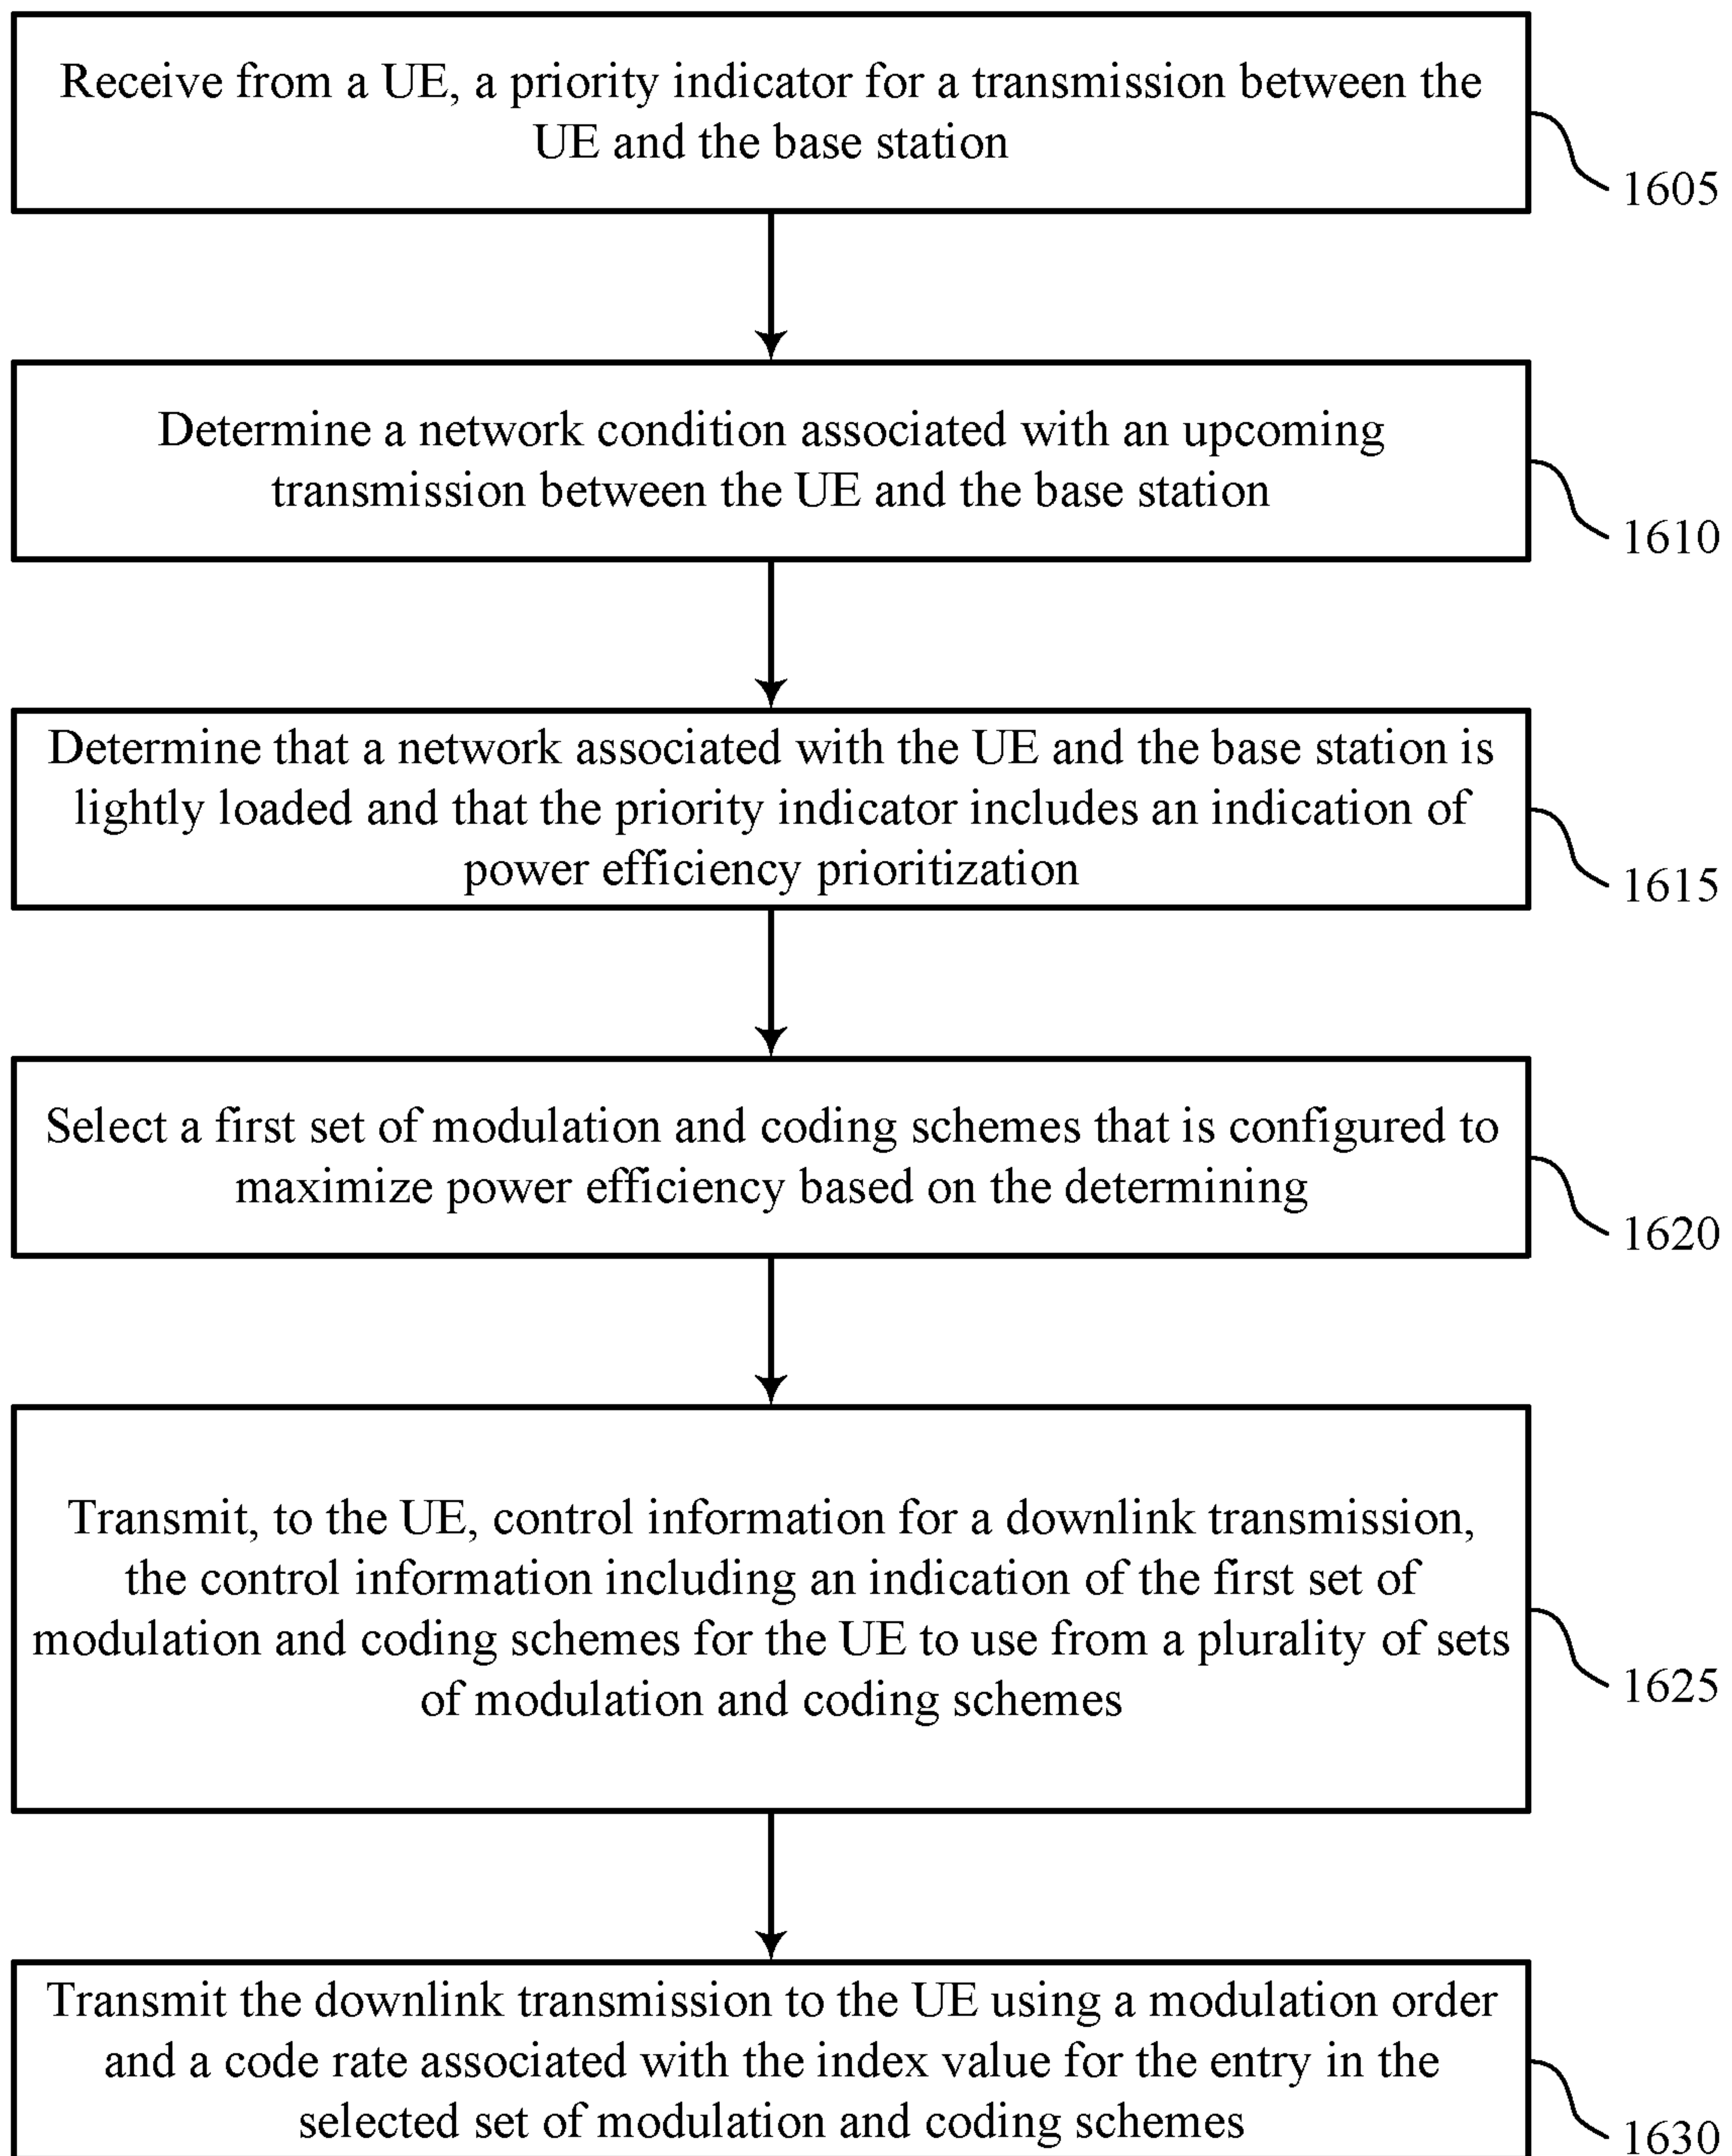 Receive from a UE, a priority indicator for a transmission between the
UE and the base station
1605
Determine a network condition associated with an upcoming
transmission between the UE and the base station
1610
Determine that a network associated with the UE and the base station is
lightly loaded and that the priority indicator includes an indication of
power efficiency prioritization
1615
Select a first set of modulation and coding schemes that is configured to
maximize power efficiency based on the determining
1620
Transmit, to the UE, control information for a downlink transmission,
the control information including an indication of the first set of
modulation and coding schemes for the UE to use from a plurality of sets
of modulation and coding schemes
1625
Transmit the downlink transmission to the UE using a modulation order
and a code rate associated with the index value for the entry in the
selected set of modulation and coding schemes
1630